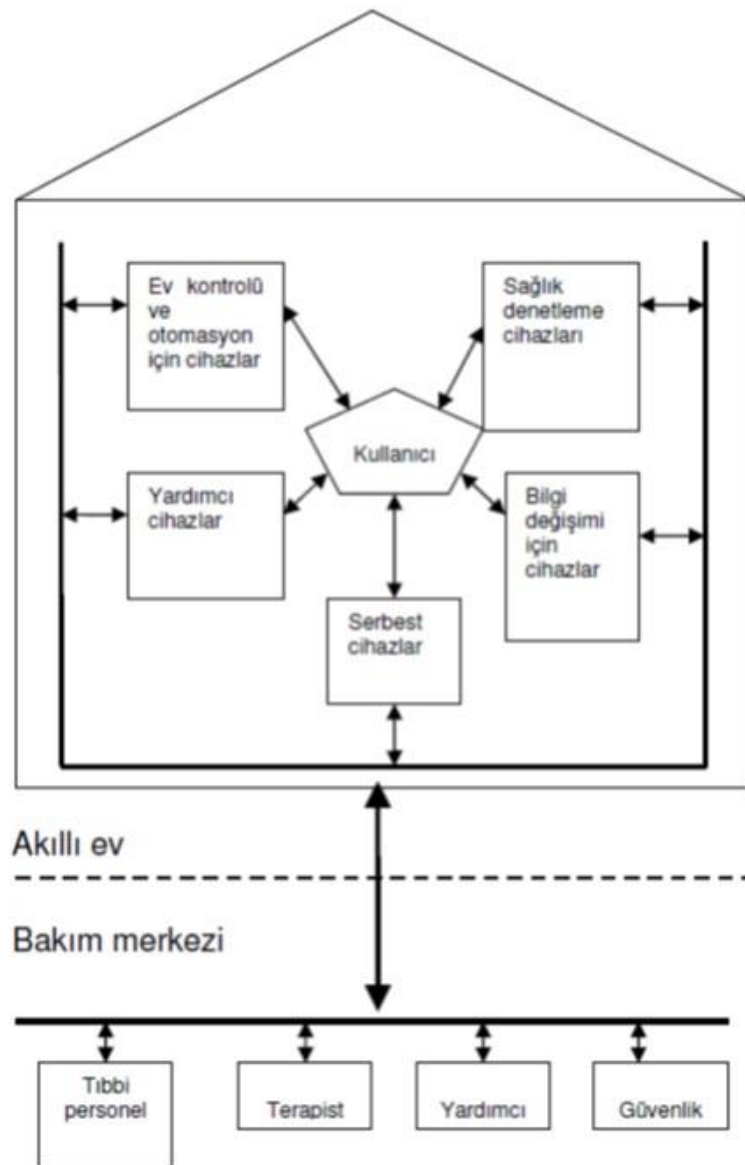 Ev kontrolü
ve
otomasyon
için cihazlar
Sağlık
denetleme
cihazları
Kullanıcı
Yardımcı
cihazlar
Bilgi
değişimi
için
cihazlar
Serbest
cihazlar
Akıllı ev
Bakım merkezi
Tıbbi
personel
Terapist
Yardımcı
Güvenlik